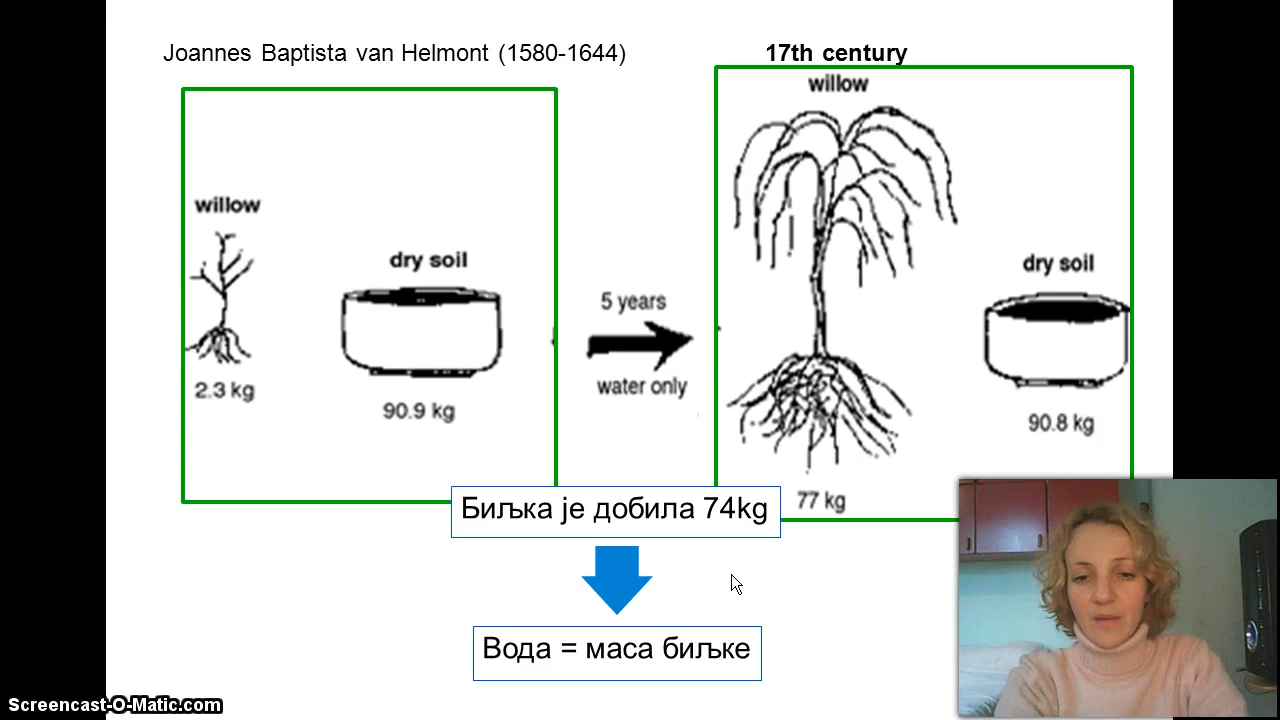 Joannes Baptista van Helmont (1580-1644)
17th century
willow
dry soil
2.3 kg
90.9 kg
5 years
water only
willow
dry soil
90.8 kg
77 kg
Биљка је добила 74kg
Вода = маса биљке
Screencast-O-Matic.com